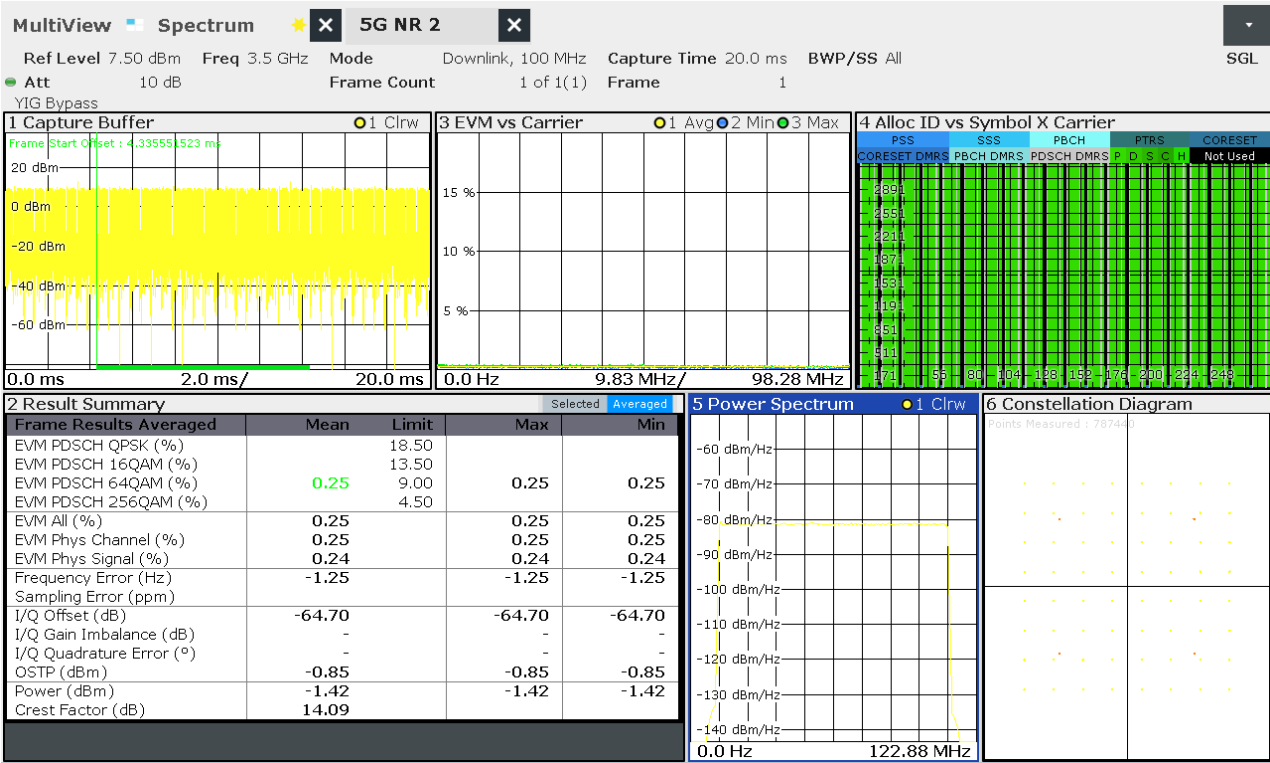 MultiView Spectrum 5G NR 2
Ref Level 7.50 dBm Freq 3.5 GHz Mode Downlink, 100 MHz Capture Time 20.0 ms BWP/SS All SGL
Att 10 dB Frame Count 1 of 1(1) Frame 1
YIG Bypass
1 Capture Buffer 1 Clrw
Frame Start Offset : 4.335551523 ms
20 dBm
0 dBm
-20 dBm
-40 dBm
-60 dBm
0.0 ms 2.0 ms/ 20.0 ms
3 EVM vs Carrier 1 Avg 2 Min 3 Max
15 %
10 %
5 %
0.0 Hz 9.83 MHz/ 98.28 MHz
4 Alloc ID vs Symbol X Carrier
PSS SSS PBCH PTRS CORESET
CORESET DMRS PBCH DMRS PDSCH DMRS P D S C H Not Used
2891
2551
2211
1871
1531
1191
851
511
171 56 80 104 128 152 176 200 224 248
2 Result Summary Selected Averaged
Frame Results Averaged Mean Limit Max Min
EVM PDSCH QPSK (%) 18.50
EVM PDSCH 16QAM (%) 13.50
EVM PDSCH 64QAM (%) 0.25 9.00 0.25 0.25
EVM PDSCH 256QAM (%) 4.50
EVM All (%) 0.25 0.25 0.25
EVM Phys Channel (%) 0.25 0.25 0.25
EVM Phys Signal (%) 0.24 0.24 0.24
Frequency Error (Hz) -1.25 -1.25 -1.25
Sampling Error (ppm)
I/Q Offset (dB) -64.70 -64.70 -64.70
I/Q Gain Imbalance (dB) - - -
I/Q Quadrature Error (°) - - -
OSTP (dBm) -0.85 -0.85 -0.85
Power (dBm) -1.42 -1.42 -1.42
Crest Factor (dB) 14.09
5 Power Spectrum 1 Clrw
-60 dBm/Hz
-70 dBm/Hz
-80 dBm/Hz
-90 dBm/Hz
-100 dBm/Hz
-110 dBm/Hz
-120 dBm/Hz
-130 dBm/Hz
-140 dBm/Hz
0.0 Hz 122.88 MHz
6 Constellation Diagram
Points Measured : 787440